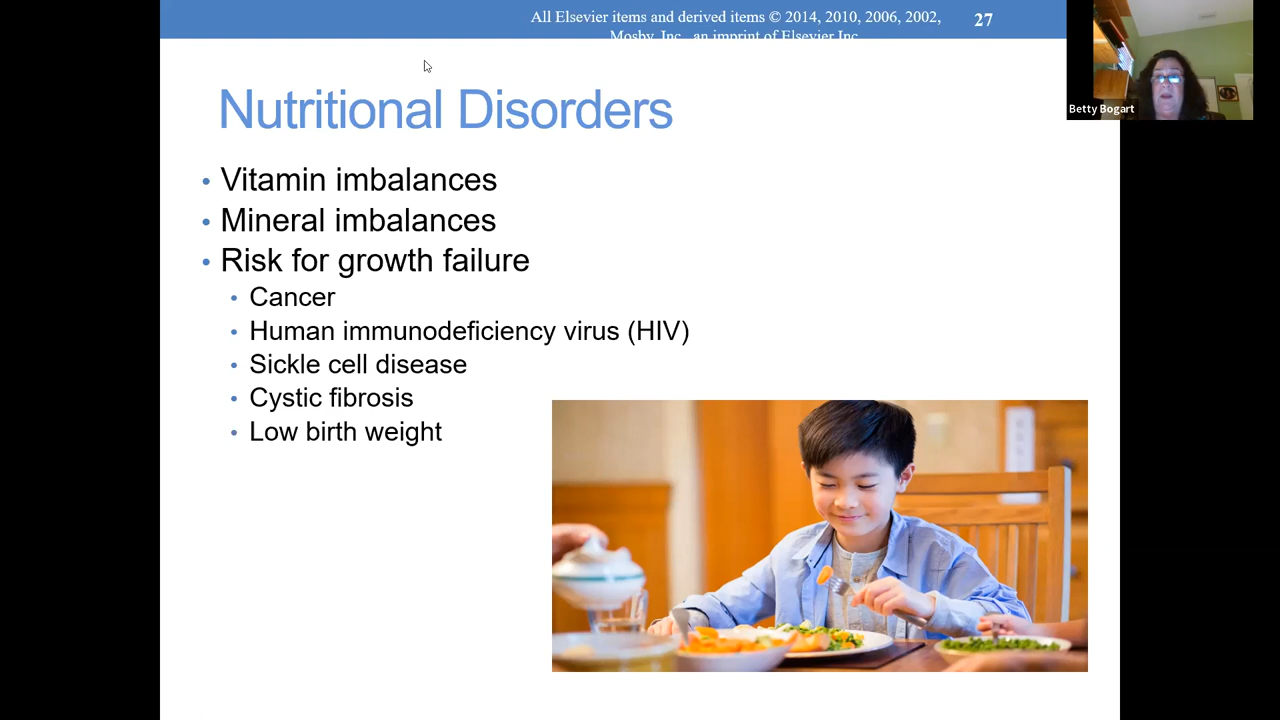 All Elsevier items and derived items © 2014, 2010, 2006, 2002,
Mosby, Inc., an imprint of Elsevier Inc.
27
Betty Bogart
Nutritional Disorders
• Vitamin imbalances
• Mineral imbalances
• Risk for growth failure
• Cancer
• Human immunodeficiency virus (HIV)
• Sickle cell disease
• Cystic fibrosis
• Low birth weight